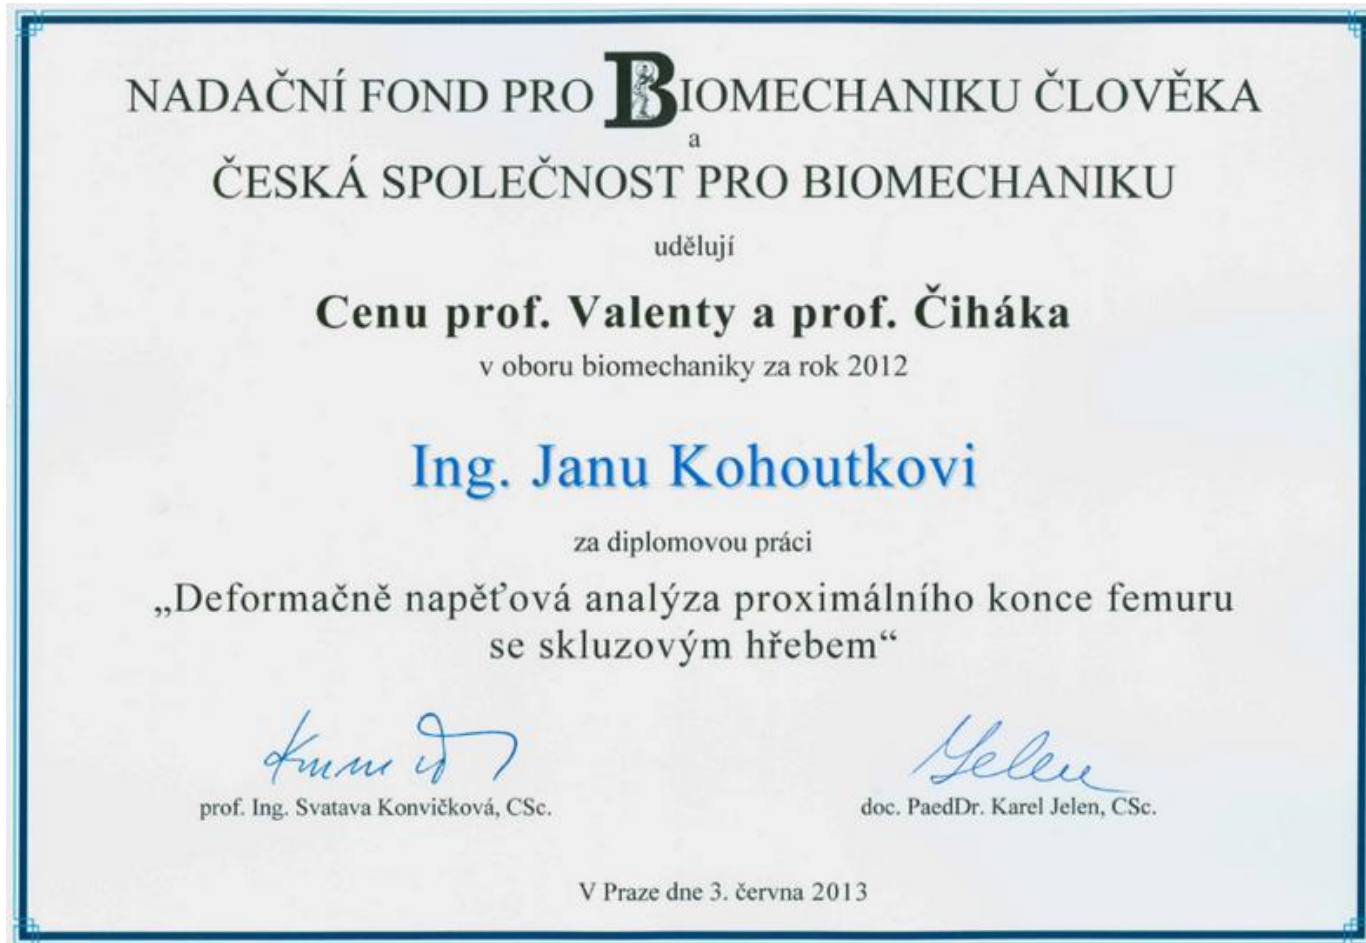 NADAČNÍ FOND PRO BIOMECHANIKU ČLOVĚKA
a
ČESKÁ SPOLEČNOST PRO BIOMECHANIKU
udělují
Cenu prof. Valenty a prof. Čiháka
v oboru biomechaniky za rok 2012
Ing. Janu Kohoutkovi
za diplomovou práci
„Deformačně napěťová analýza proximálního konce femuru
se skluzovým hřebem“
Jelen
prof. Ing. Svatava Konvičková, CSc.
doc. PaedDr. Karel Jelen, CSc.
V Praze dne 3. června 2013